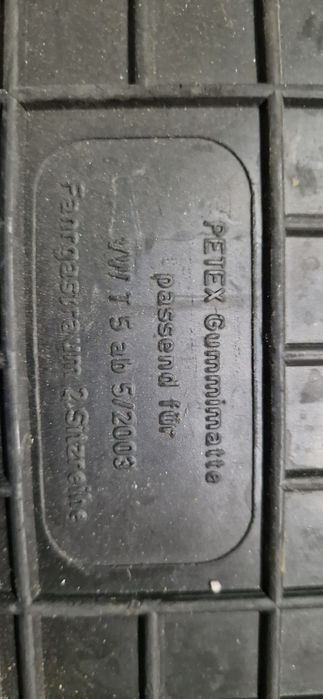 PETEX Gummimatte
passend für
VW T 5 ab 5/2003
Fahrgastraum 2.Sitzreihe